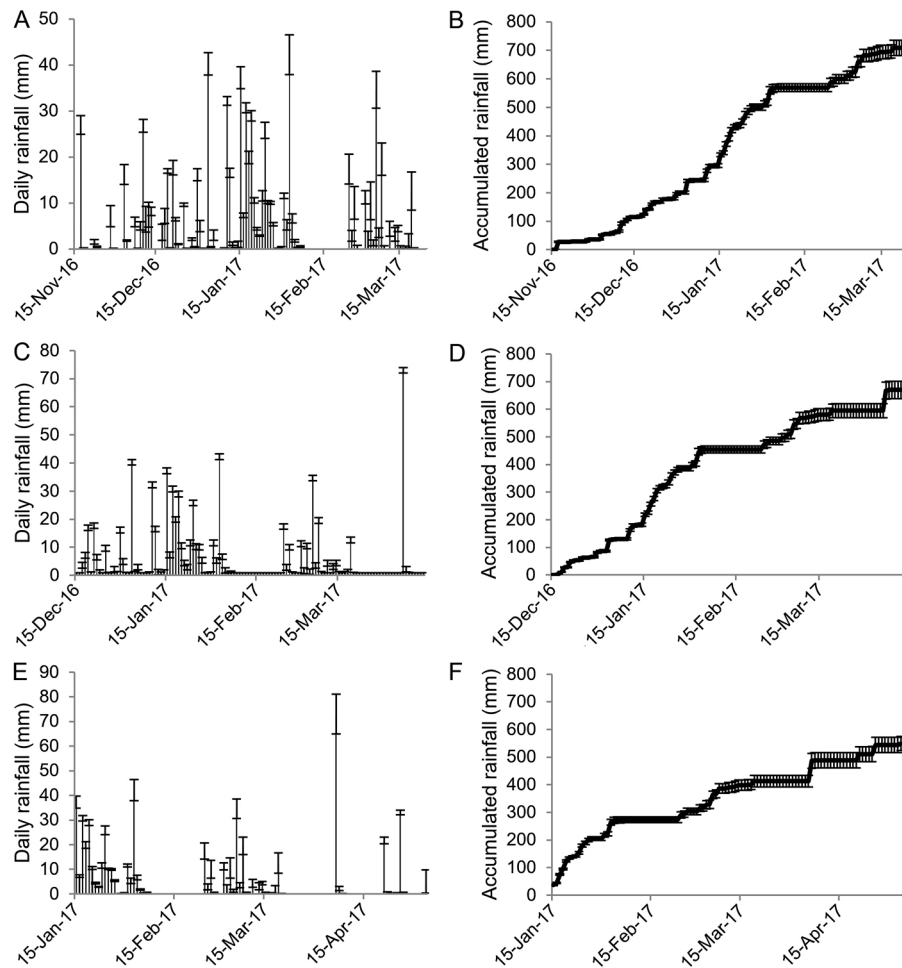 A
Daily rainfall (mm)
50
40
30
20
10
0
15-Nov-16
15-Dec-16
15-Jan-17
15-Feb-17
15-Mar-17
B
Accumulated rainfall (mm)
800
700
600
500
400
300
200
100
0
15-Nov-16
15-Dec-16
15-Jan-17
15-Feb-17
15-Mar-17
C
Daily rainfall (mm)
80
70
60
50
40
30
20
10
0
15-Dec-16
15-Jan-17
15-Feb-17
15-Mar-17
D
Accumulated rainfall (mm)
800
700
600
500
400
300
200
100
0
15-Dec-16
15-Jan-17
15-Feb-17
15-Mar-17
E
Daily rainfall (mm)
90
80
70
60
50
40
30
20
10
0
15-Jan-17
15-Feb-17
15-Mar-17
15-Apr-17
F
Accumulated rainfall (mm)
800
700
600
500
400
300
200
100
0
15-Jan-17
15-Feb-17
15-Mar-17
15-Apr-17